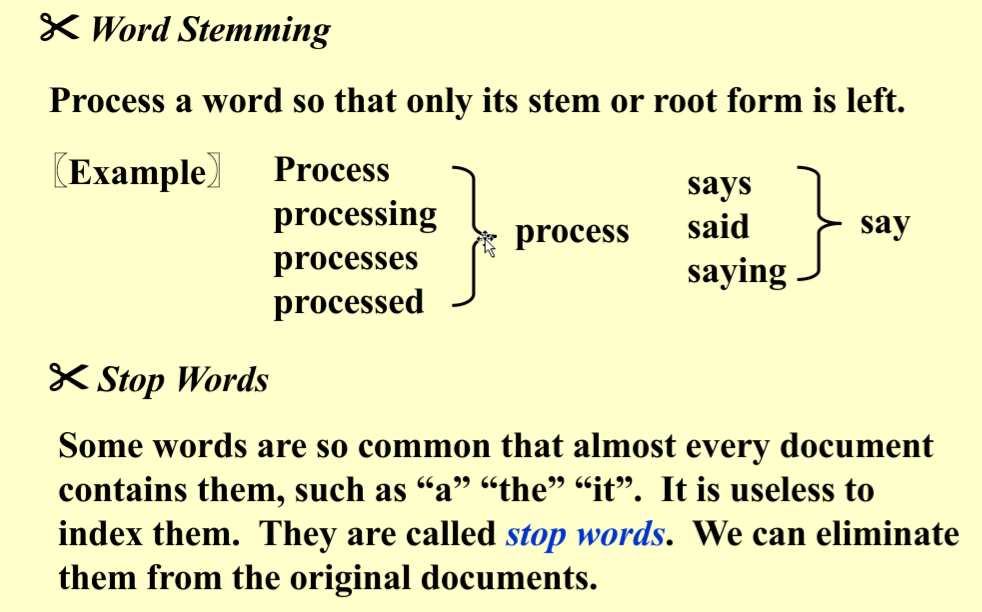 ✂ Word Stemming
Process a word so that only its stem or root form is left.
〖Example〗
Process
processing
processes
processed
process
says
said
saying
say
✂ Stop Words
Some words are so common that almost every document
contains them, such as “a” “the” “it”.  It is useless to
index them.  They are called stop words.  We can eliminate
them from the original documents.